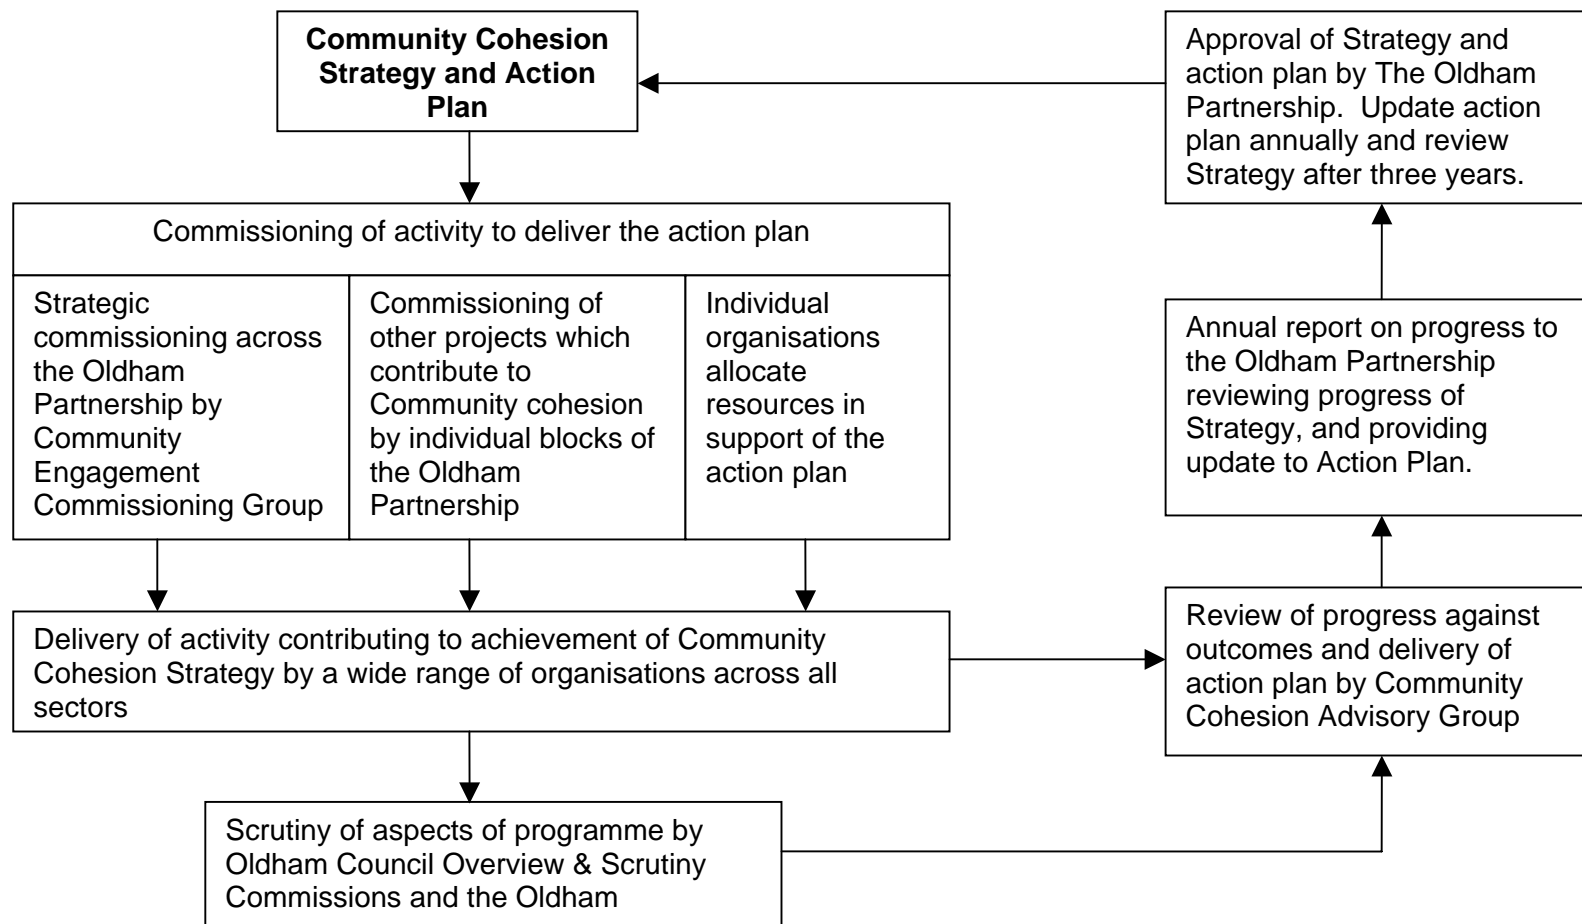 Community Cohesion
Strategy and Action
Plan
Commissioning of activity to deliver the action plan
Strategic
commissioning across
the Oldham
Partnership by
Community
Engagement
Commissioning Group
Commissioning of
other projects which
contribute to
Community cohesion
by individual blocks of
the Oldham
Partnership
Individual
organisations
allocate
resources in
support of the
action plan
Delivery of activity contributing to achievement of Community
Cohesion Strategy by a wide range of organisations across all
sectors
Scrutiny of aspects of programme by
Oldham Council Overview & Scrutiny
Commissions and the Oldham
Review of progress against
outcomes and delivery of
action plan by Community
Cohesion Advisory Group
Annual report on progress to
the Oldham Partnership
reviewing progress of
Strategy, and providing
update to Action Plan.
Approval of Strategy and
action plan by The Oldham
Partnership.  Update action
plan annually and review
Strategy after three years.